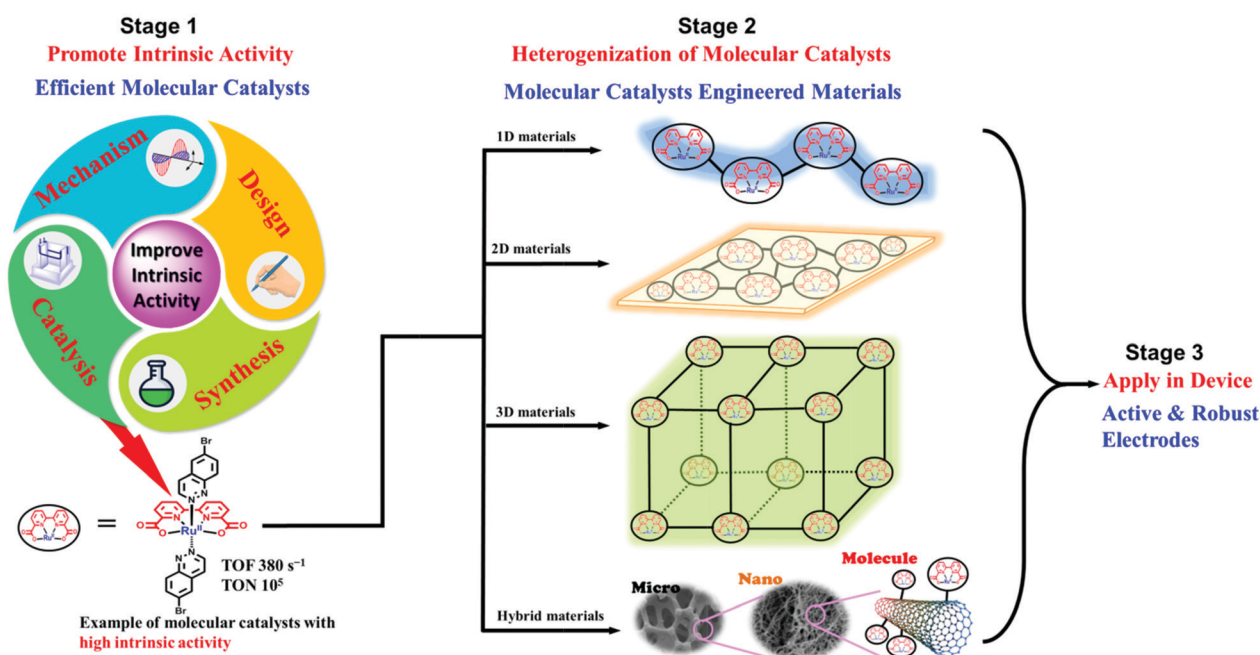 Stage 1
Promote Intrinsic Activity
Efficient Molecular Catalysts
Mechanism
Design
Catalysis
Synthesis
Improve
Intrinsic
Activity
Br
N
N
O
O
N
N
O
Ru^II
O
N
N
Br
=
TOF 380 s⁻¹
TON 10⁵
Example of molecular catalysts with
high intrinsic activity
Stage 2
Heterogenization of Molecular Catalysts
Molecular Catalysts Engineered Materials
1D materials
2D materials
3D materials
Hybrid materials
Micro
Nano
Molecule
Stage 3
Apply in Device
Active & Robust
Electrodes